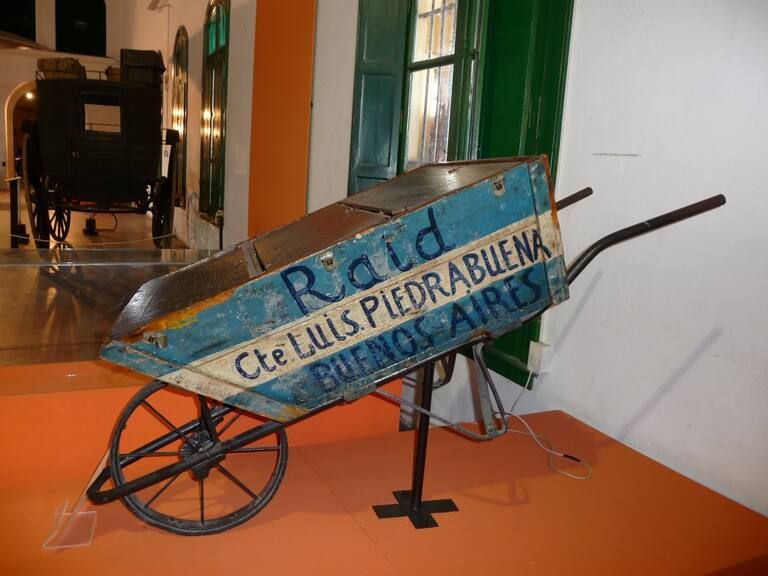 Raid
Cte Luis PIEDRABUENA
BUENOS AIRES